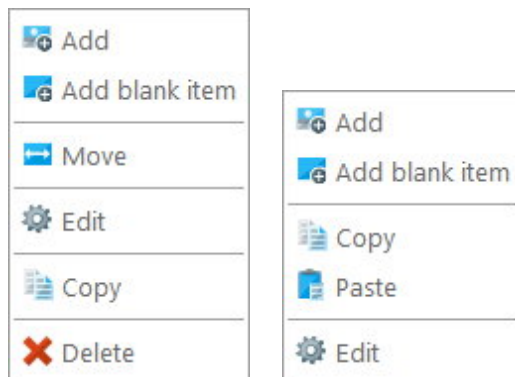 Add
Add blank item
Move
Edit
Copy
Delete
Add
Add blank item
Copy
Paste
Edit